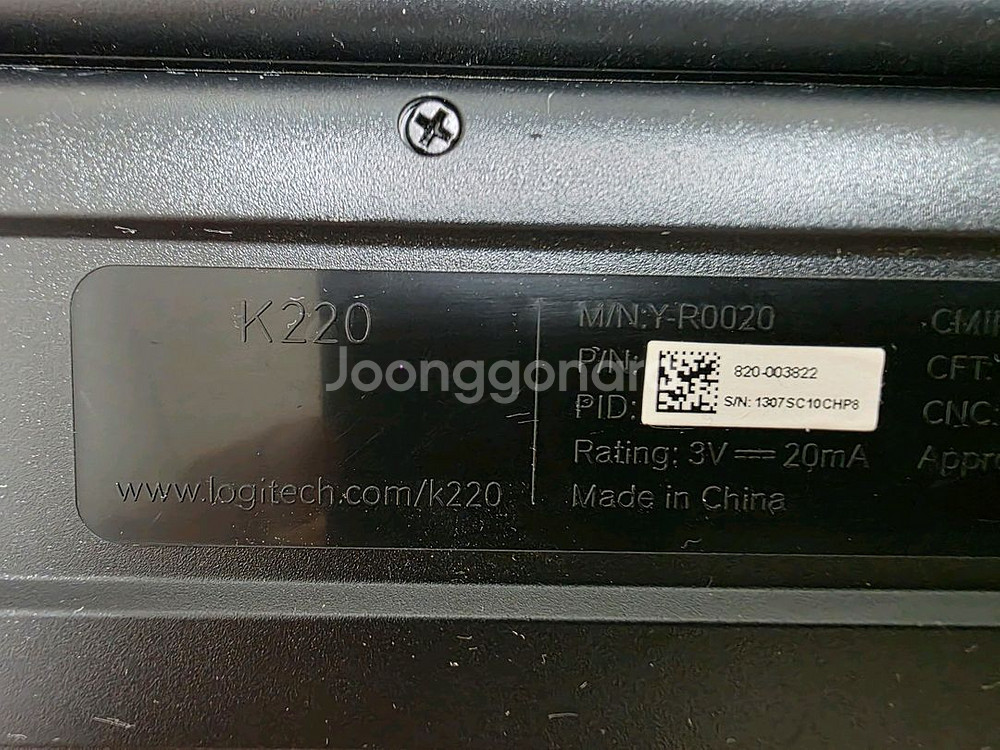 K220
www.logitech.com/k220
M/N:Y-R0020
P/N:
820-003822
PID:
S/N: 1307SC10CHP8
Rating: 3V ⎓ 20mA
Made in China
CFT:
CNC:
Joonggonara